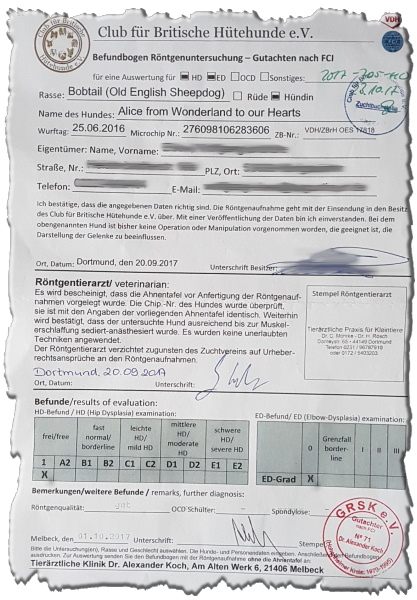 Club für Britische Hütehunde e.V.
VDH
Befundbogen Röntgenuntersuchung – Gutachten nach FCI
für eine Auswertung für HD ED OCD Sonstiges:
Rasse: Bobtail (Old English Sheepdog) Rüde Hündin
Zuchtbuchstelle
Name des Hundes: Alice from Wonderland to our Hearts
Wurftag: 25.06.2016 Microchip Nr.: 276098106283606 ZB-Nr.: VDH/ZBrH OES 17818
Eigentümer: Name, Vorname:
Straße, Nr.: PLZ, Ort:
Telefon: E-Mail:
Ich bestätige, dass die angegebenen Daten richtig sind. Die Röntgenaufnahme geht mit der Einsendung in den Besitz
des Club für Britische Hütehunde e.V. über. Mit einer Veröffentlichung der Daten bin ich einverstanden. Bei dem
obengenannten Hund ist bisher keine Operation oder Manipulation vorgenommen worden, die geeignet ist, die
Darstellung der Gelenke zu beeinflussen.
Ort, Datum: Dortmund, den 20.09.2017 Unterschrift Besitzer:
Röntgentierarzt/ veterinarian:
Es wird bescheinigt, dass die Ahnentafel vor Anfertigung der Röntgenauf-
nahmen vorgelegt wurde. Die Chip.-Nr. des Hundes wurde überprüft,
sie ist mit den Angaben der vorliegenden Ahnentafel identisch. Weiterhin
wird bestätigt, dass der untersuchte Hund ausreichend bis zur Muskel-
erschlaffung sediert-anästhesiert wurde. Es wurden keine unerlaubten
Techniken angewendet.
Der Röntgentierarzt verzichtet zugunsten des Zuchtvereins auf Urheber-
rechtsansprüche an den Röntgenaufnahmen.
Stempel Röntgentierarzt
Tierärztliche Praxis für Kleintiere
Dortmund, 20.09.2017
Ort, Datum: Unterschrift:
Befunde/results of evaluation:
HD-Befund / HD (Hip Dysplasia) examination:
ED-Befund/ ED (Elbow-Dysplasia) examination:
frei/free fast normal/ borderline leichte HD/ mild HD mittlere HD/ moderate HD schwere HD/ severe HD
1 A2 B1 B2 C1 C2 D1 D2 E1 E2
X
0 Grenzfall border-line I II III
ED-Grad X
Bemerkungen/weitere Befunde / remarks, further diagnosis:
Röntgenqualität: gut OCD Schulter: – Spondylose:
Melbeck, den 01.10.2017 Unterschrift: Stempel
GRSK e.V.
Gutachter
Nº 71
Dr. Alexander Koch
Tierärztliche Klinik Dr. Alexander Koch, Am Alten Werk 6, 21406 Melbeck